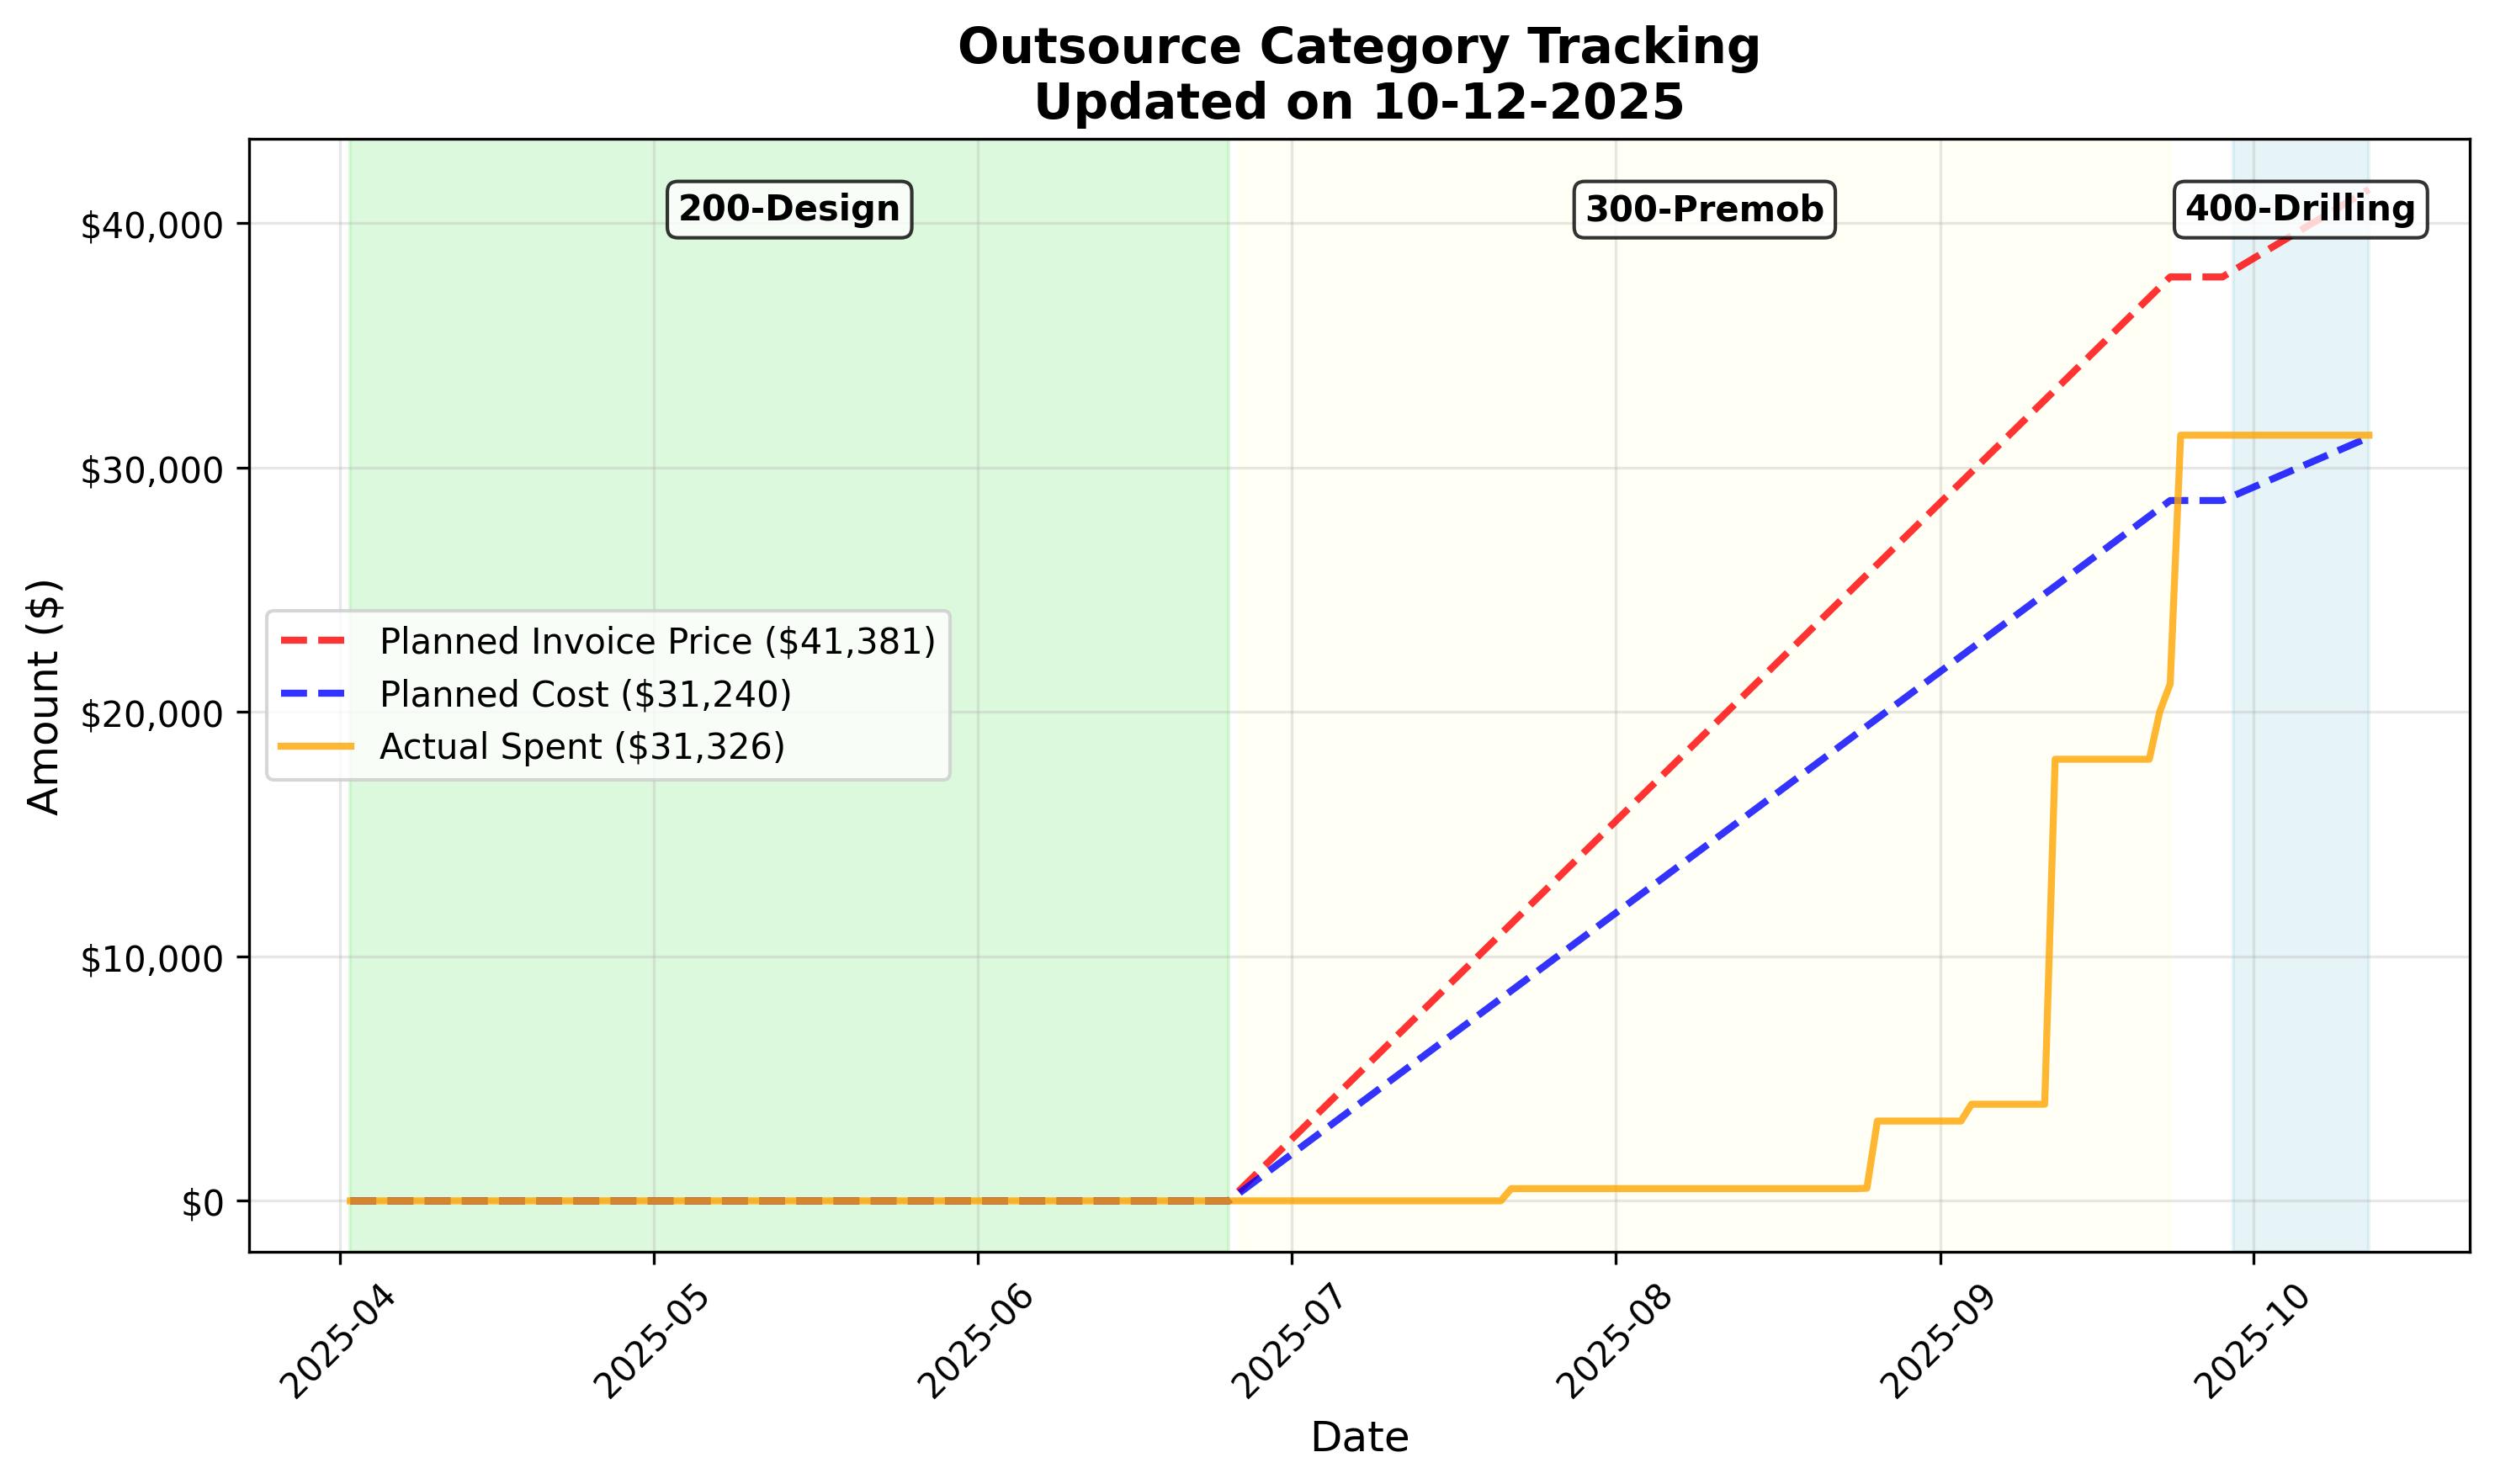 Outsource Category Tracking
Updated on 10-12-2025
200-Design
300-Premob
400-Drilling
$40,000
$30,000
$20,000
$10,000
$0
Amount ($)
Planned Invoice Price ($41,381)
Planned Cost ($31,240)
Actual Spent ($31,326)
2025-04
2025-05
2025-06
2025-07
2025-08
2025-09
2025-10
Date